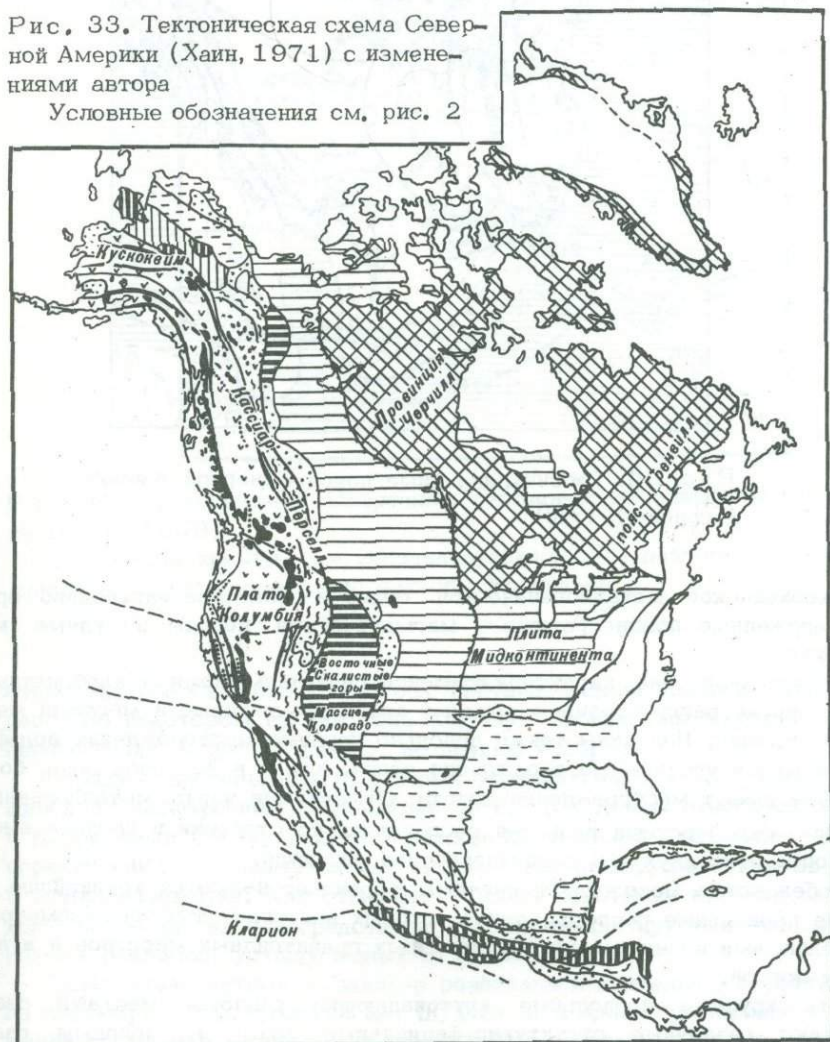 Рис. 33. Тектоническая схема Север-
ной Америки (Хаин, 1971) с измене-
ниями автора
Условные обозначения см. рис. 2
Кускоквим
Кассиар
Провинция
Черчилл
Пёрселл
пояс Гренвилл
Плато
Колумбия
Плита
Мидконтинента
Восточные
Скалистые
горы
Массив
Колорадо
Кларион